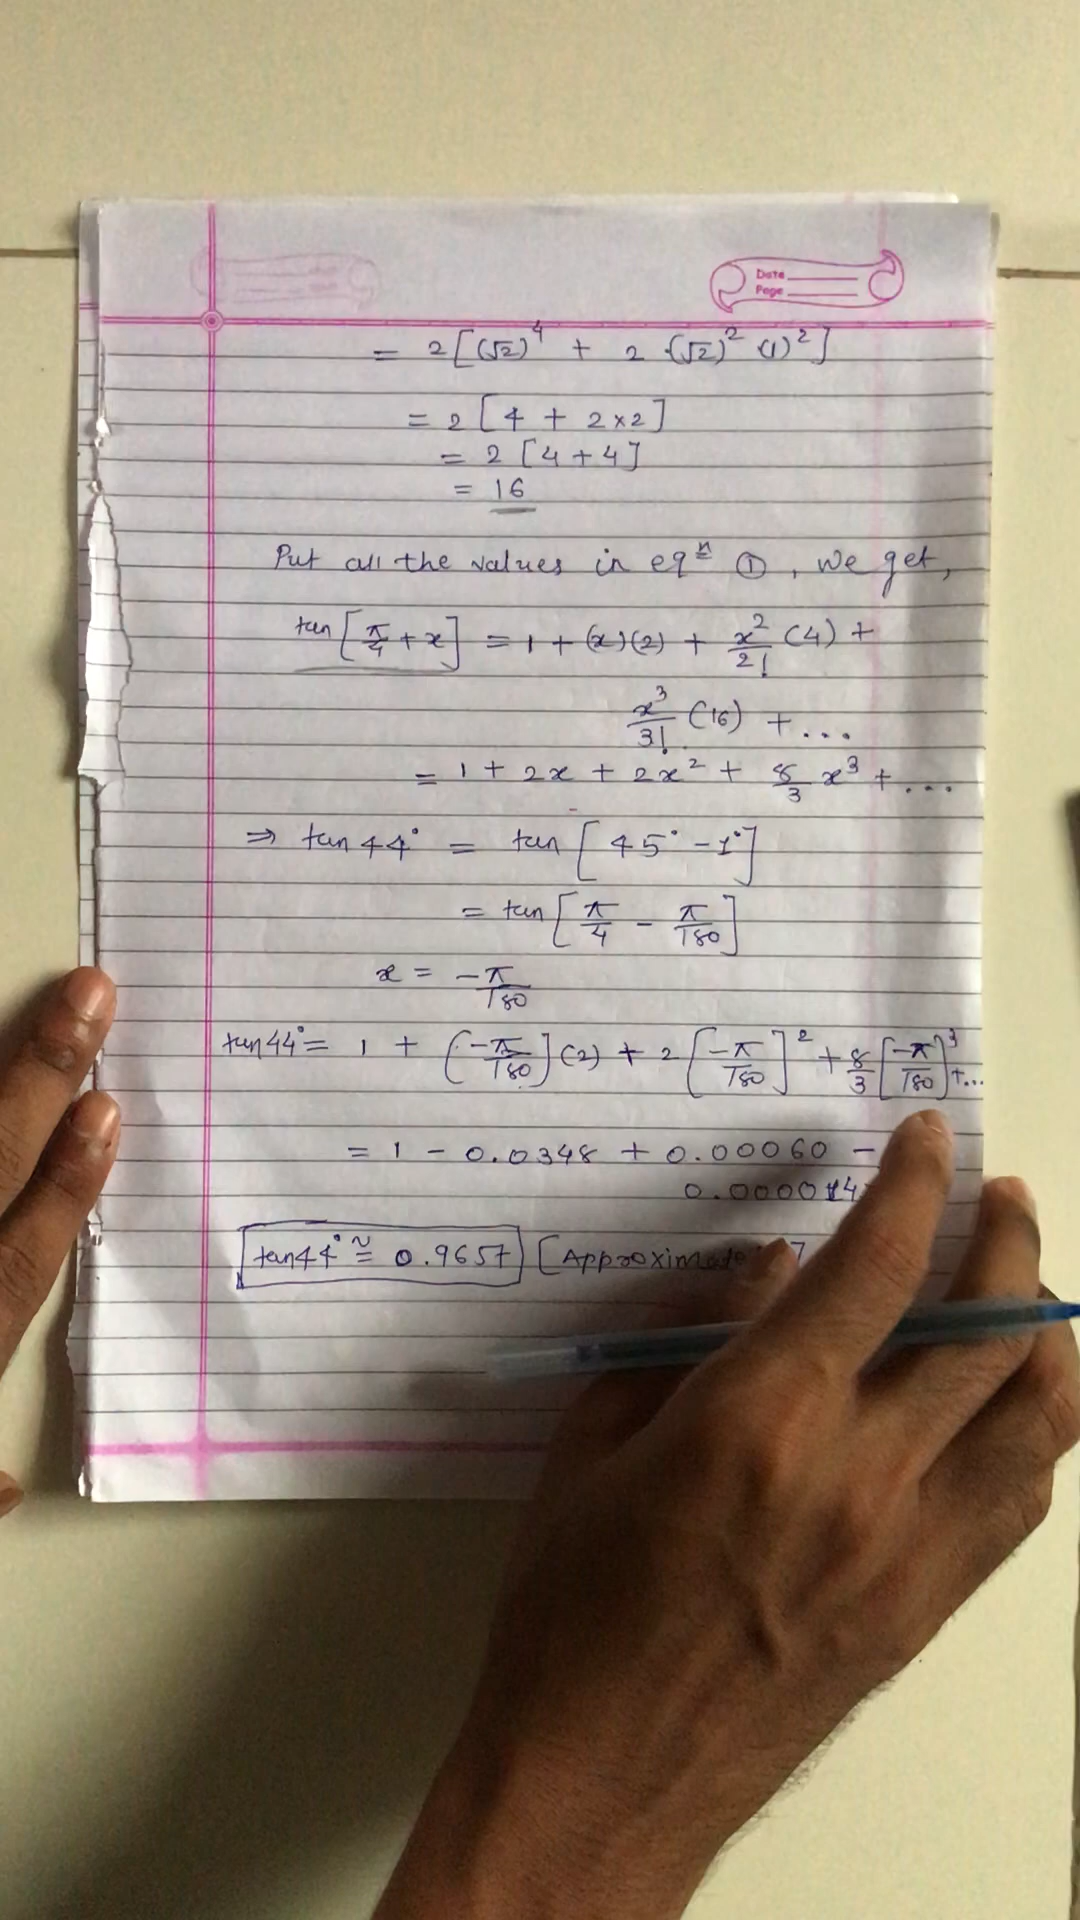 Date
Page
= 2[(√2)⁴ + 2 (√2)² (1)²]
= 2 [4 + 2×2]
= 2 [4+4]
= 16
Put all the values in eqⁿ ①, we get,
tan [π/4 + x] = 1 + (x)(2) + x²/2! (4) +
x³/3! (16) + ...
= 1 + 2x + 2x² + 8/3 x³ + ...
⇒ tan 44° = tan [45° - 1°]
= tan [π/4 - π/180]
x = -π/180
tan 44° = 1 + (-π/180)(2) + 2[-π/180]² + 8/3 [-π/180]³ + ...
= 1 - 0.0348 + 0.00060 -
0.000014
tan 44° ≅ 0.9657